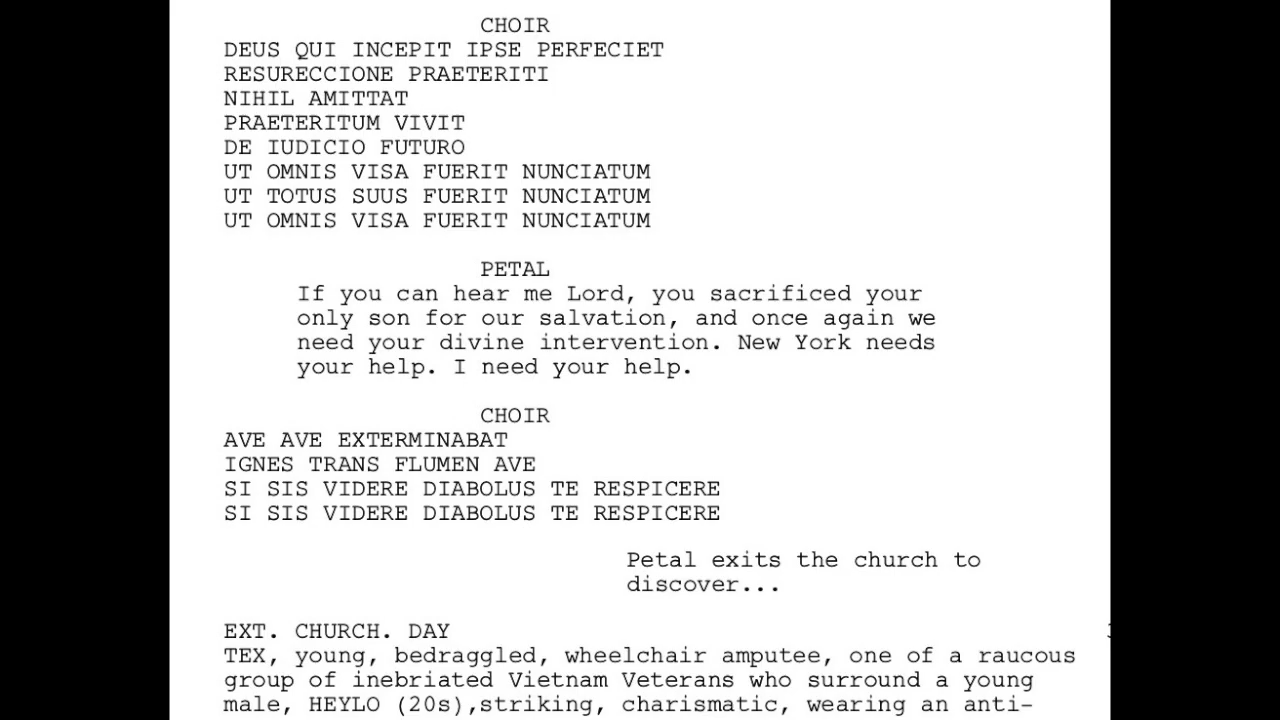 CHOIR
DEUS QUI INCEPIT IPSE PERFECIET
RESURECCIONE PRAETERITI
NIHIL AMITTAT
PRAETERITUM VIVIT
DE IUDICIO FUTURO
UT OMNIS VISA FUERIT NUNCIATUM
UT TOTUS SUUS FUERIT NUNCIATUM
UT OMNIS VISA FUERIT NUNCIATUM
PETAL
If you can hear me Lord, you sacrificed your
only son for our salvation, and once again we
need your divine intervention. New York needs
your help. I need your help.
CHOIR
AVE AVE EXTERMINABAT
IGNES TRANS FLUMEN AVE
SI SIS VIDERE DIABOLUS TE RESPICERE
SI SIS VIDERE DIABOLUS TE RESPICERE
Petal exits the church to
discover...
EXT. CHURCH. DAY
TEX, young, bedraggled, wheelchair amputee, one of a raucous
group of inebriated Vietnam Veterans who surround a young
male, HEYLO (20s),striking, charismatic, wearing an anti-